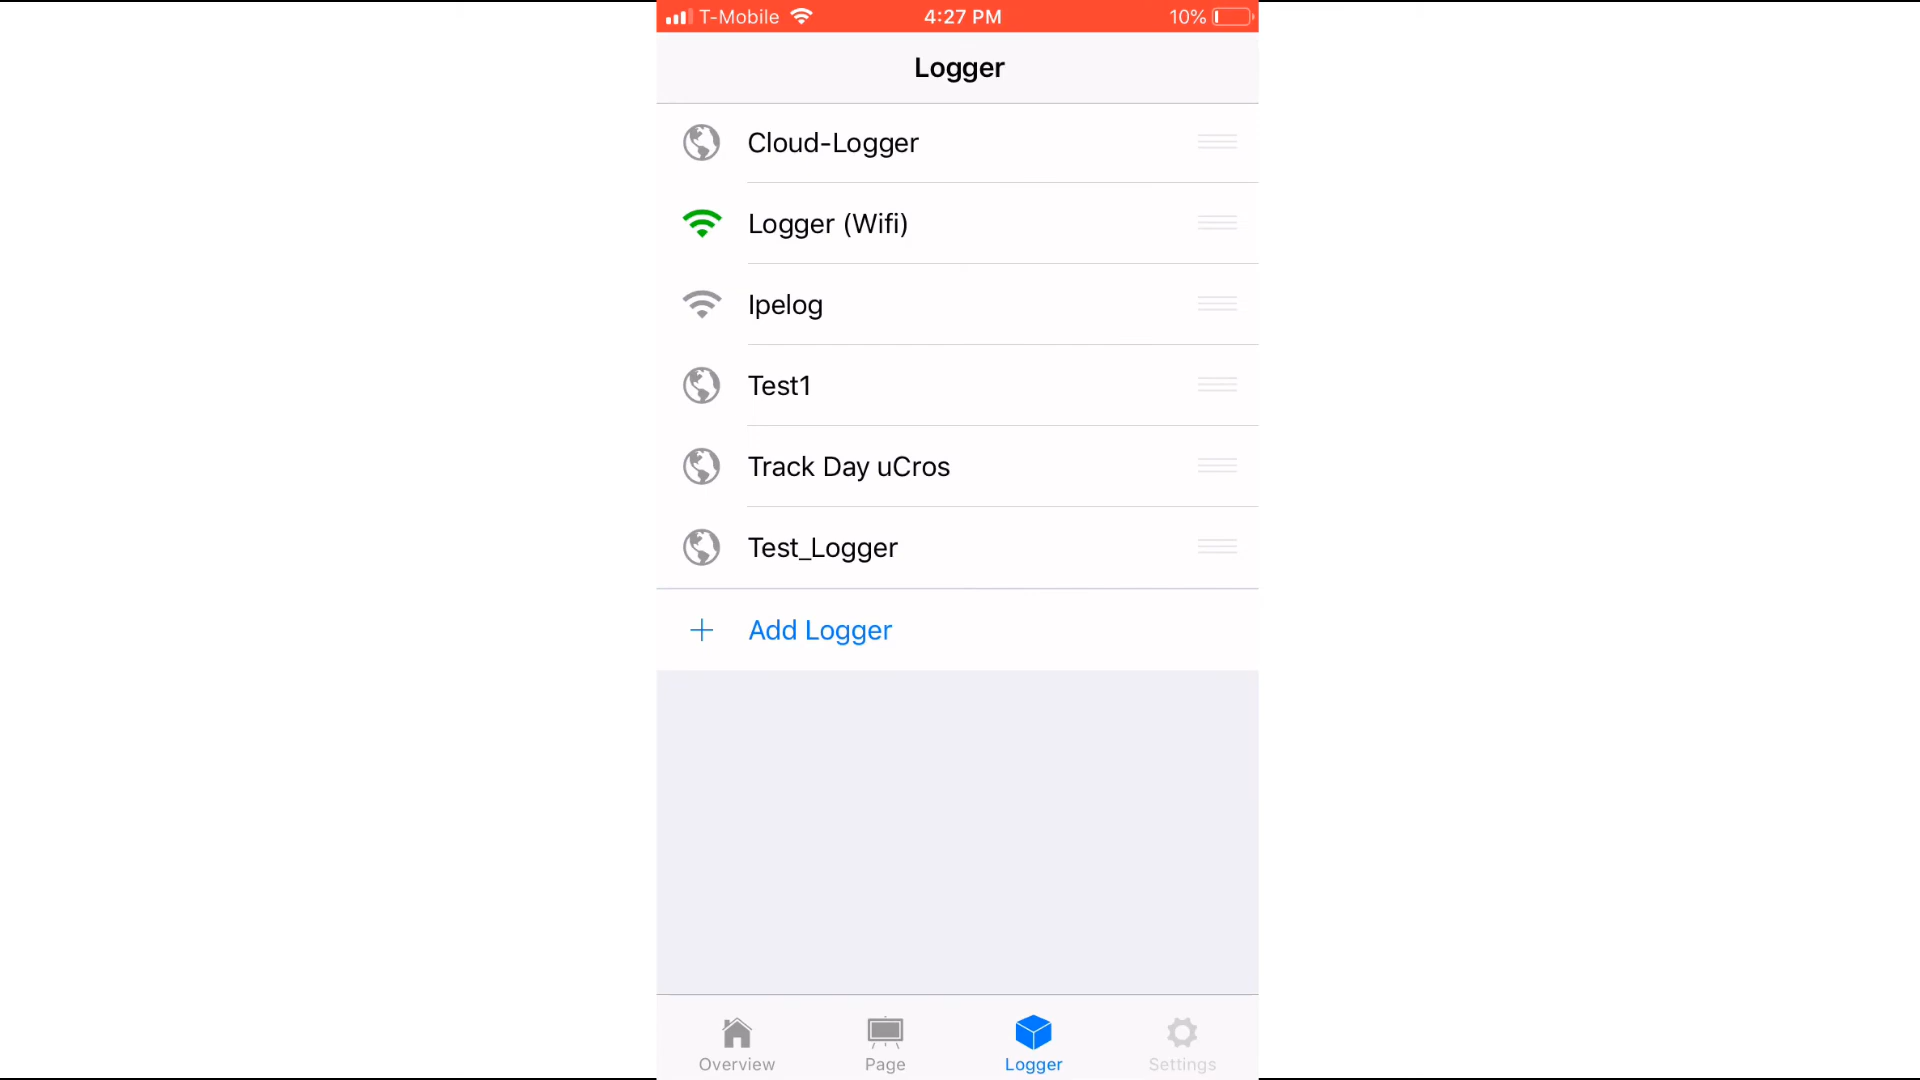 T-Mobile 4:27 PM 10%
Logger
Cloud-Logger
Logger (Wifi)
Ipelog
Test1
Track Day uCros
Test_Logger
Add Logger
Overview Page Logger Settings